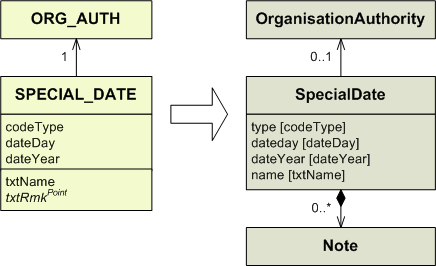 ORG_AUTH
1
SPECIAL_DATE
codeType
dateDay
dateYear
txtName
txtRmkPoint
OrganisationAuthority
0..1
SpecialDate
type [codeType]
dateday [dateDay]
dateYear [dateYear]
name [txtName]
0..*
Note